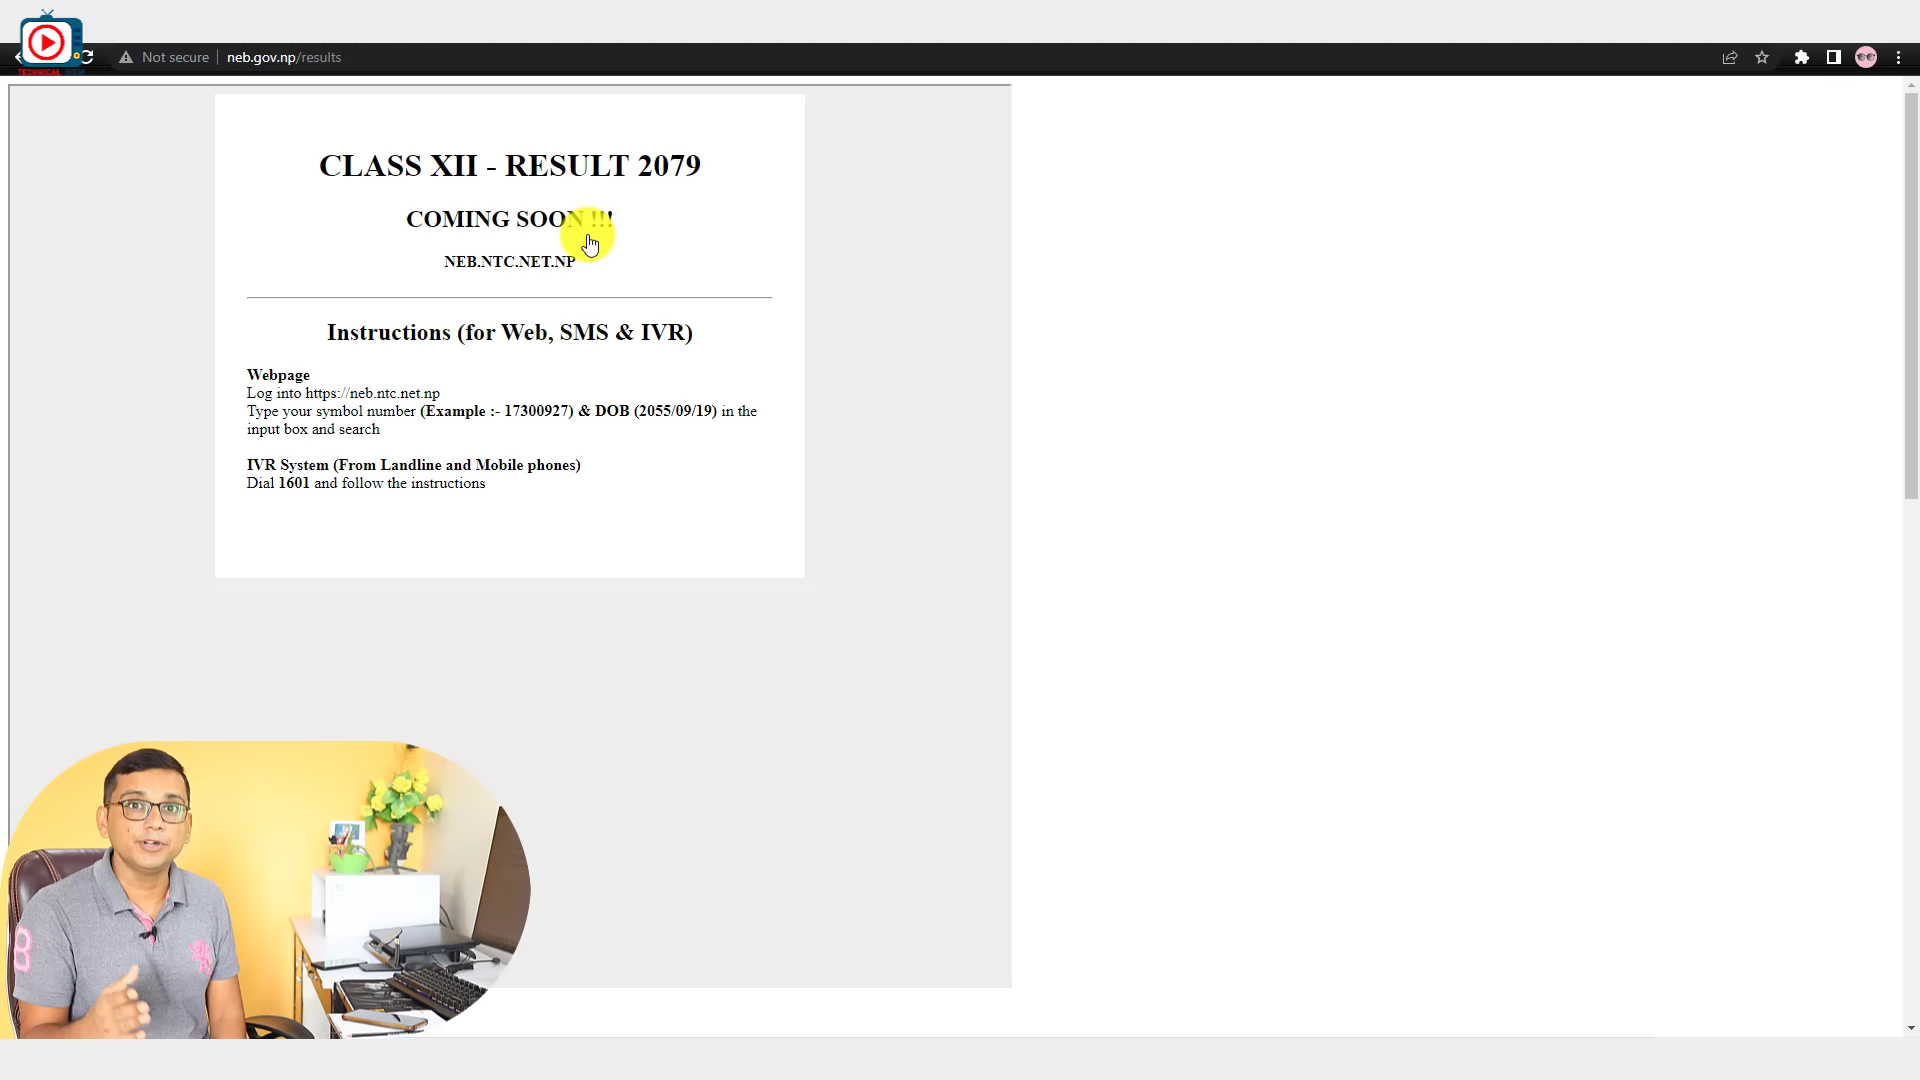 TECHNICAL
Not secure
neb.gov.np/results
CLASS XII - RESULT 2079
COMING SOON !!!
NEB.NTC.NET.NP
Instructions (for Web, SMS & IVR)
Webpage
Log into https://neb.ntc.net.np
Type your symbol number (Example :- 17300927) & DOB (2055/09/19) in the
input box and search
IVR System (From Landline and Mobile phones)
Dial 1601 and follow the instructions